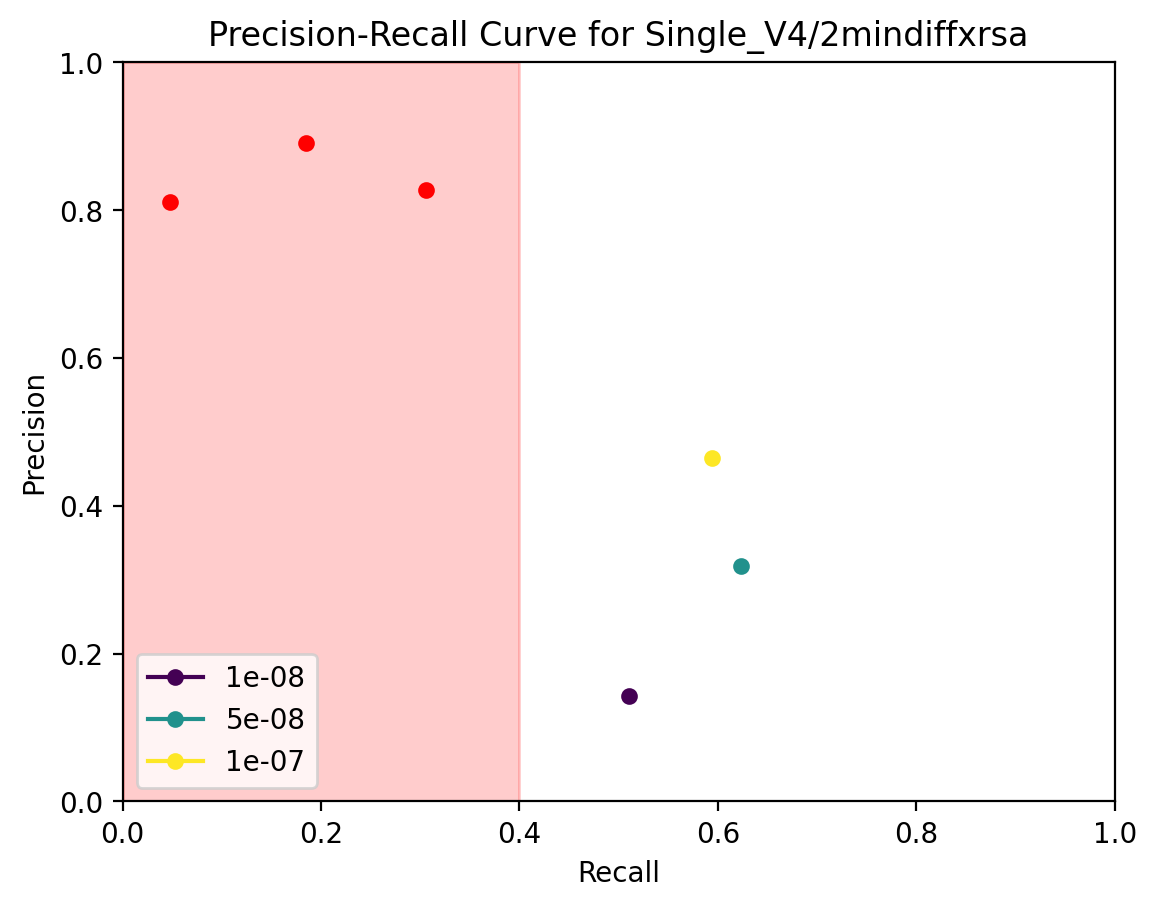 Precision-Recall Curve for Single_V4/2mindiffxrsa
1.0
0.8
0.6
0.4
0.2
0.0
Precision
1e-08
5e-08
1e-07
0.0 0.2 0.4 0.6 0.8 1.0
Recall